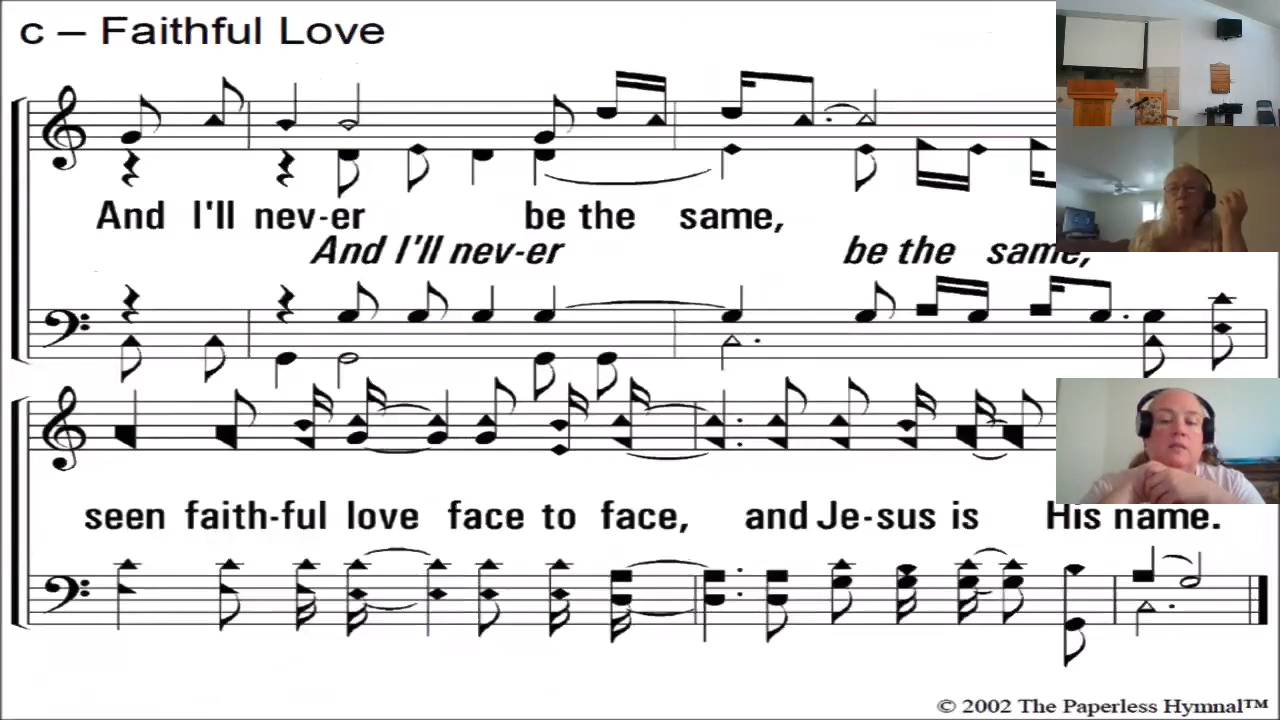 c – Faithful Love
And I'll nev-er be the same,
And I'll nev-er be the same,
seen faith-ful love face to face, and Je-sus is His name.
© 2002 The Paperless Hymnal™